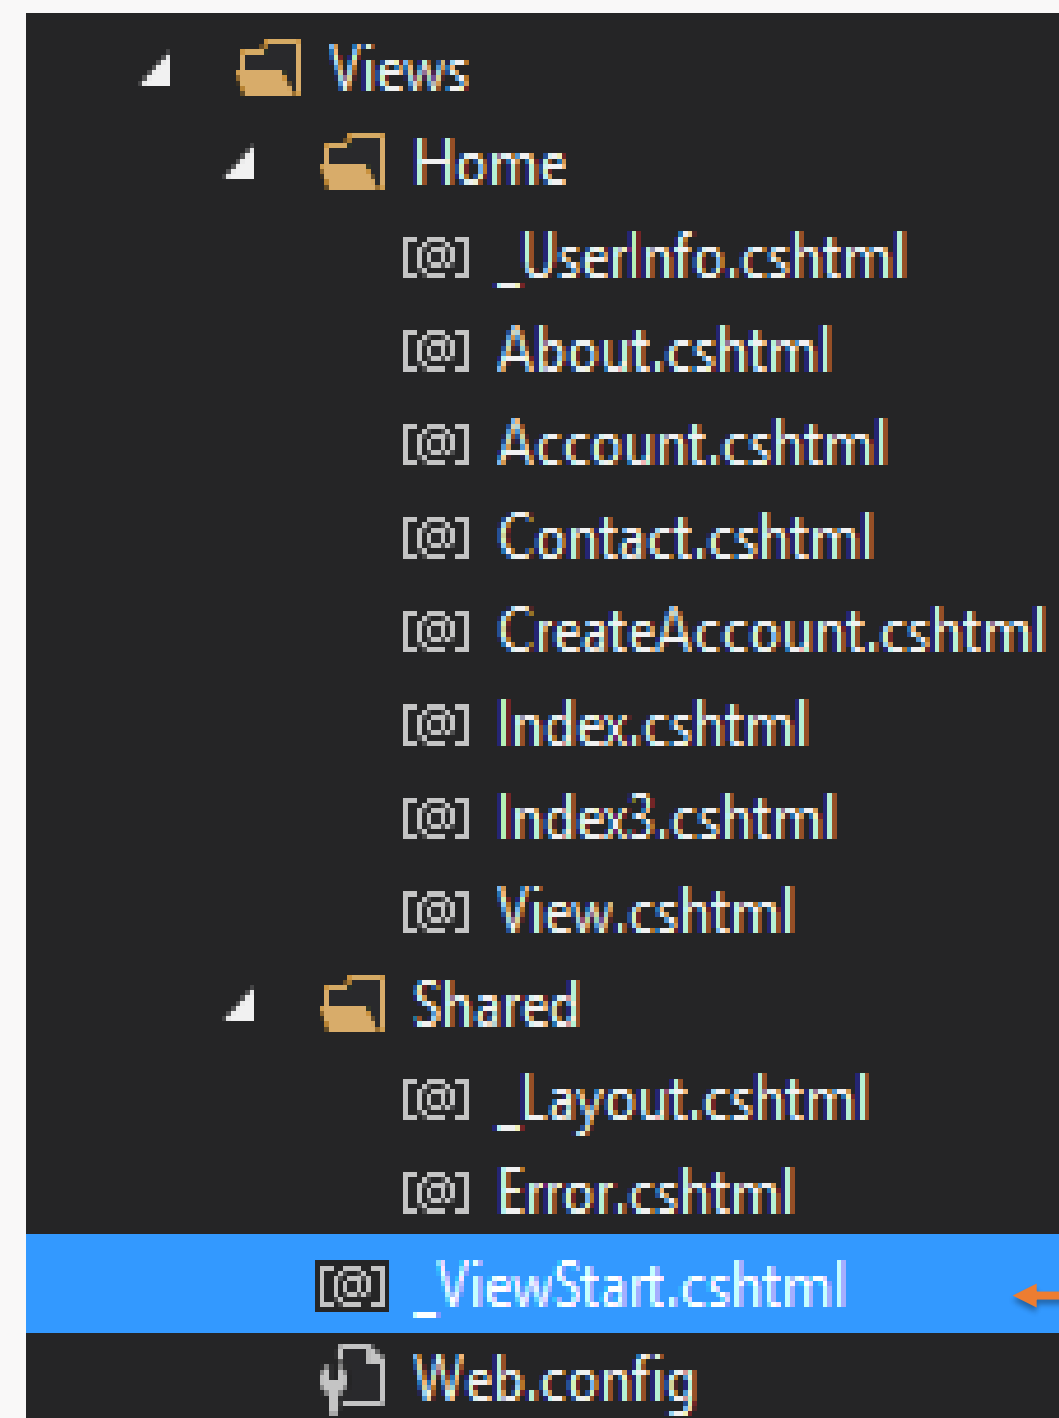 Views
Home
[@] _UserInfo.cshtml
[@] About.cshtml
[@] Account.cshtml
[@] Contact.cshtml
[@] CreateAccount.cshtml
[@] Index.cshtml
[@] Index3.cshtml
[@] View.cshtml
Shared
[@] _Layout.cshtml
[@] Error.cshtml
[@] _ViewStart.cshtml
Web.config